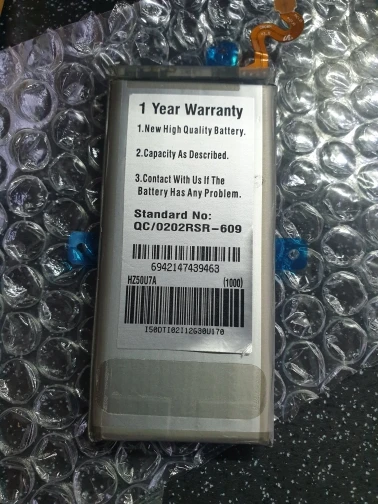 1 Year Warranty
1.New High Quality Battery.
2.Capacity As Described.
3.Contact With Us If The
Battery Has Any Problem.
Standard No:
QC/0202RSR-609
6942147439463
HZ50U7A (1000)
I50DTI02I12630U170